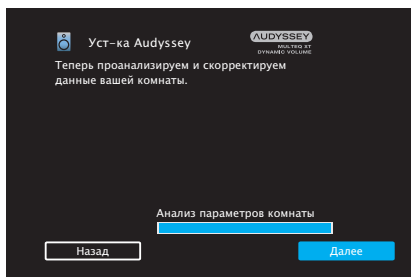 Уст-ка Audyssey
AUDYSSEY
MULTEQ XT
DYNAMIC VOLUME
Теперь проанализируем и скорректируем
данные вашей комнаты.
Анализ параметров комнаты
Назад
Далее